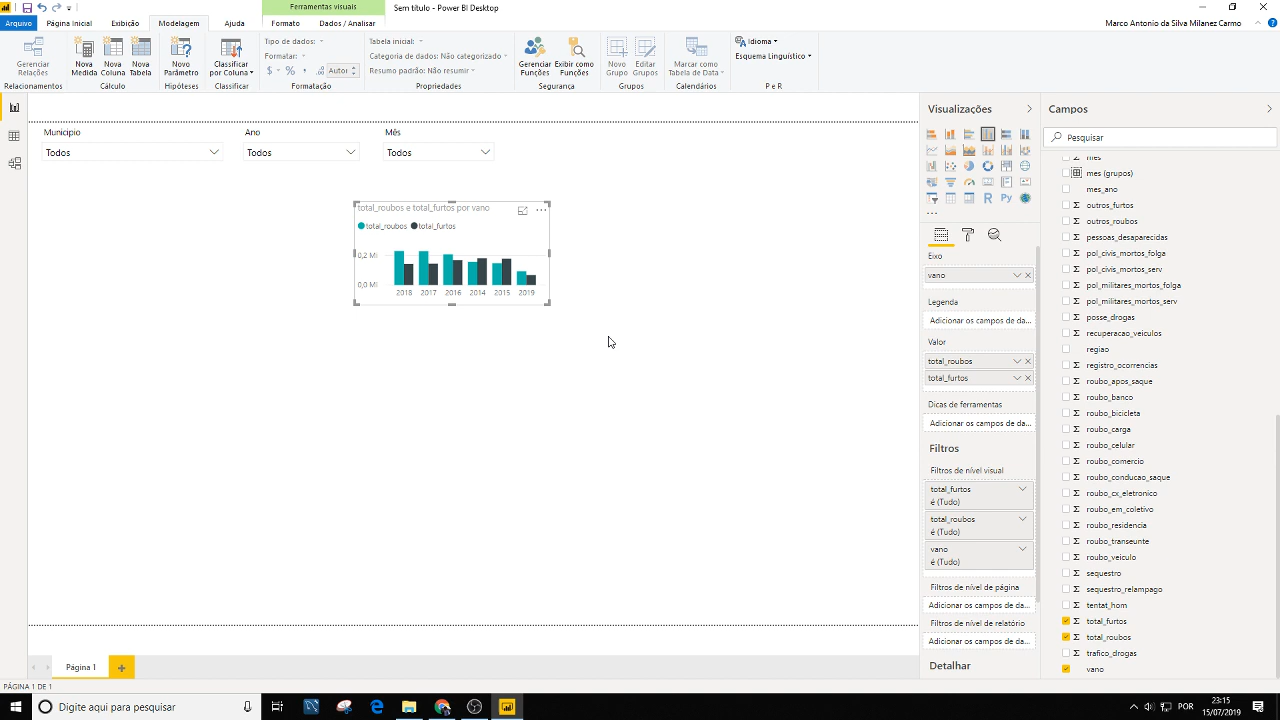 Ferramentas visuais
Sem título - Power BI Desktop
Arquivo
Página Inicial
Exibição
Modelagem
Ajuda
Formato
Dados / Analisar
Marco Antonio da Silva Milanez Carmo
Gerenciar Relações
Relacionamentos
Nova Medida
Nova Coluna
Nova Tabela
Cálculo
Novo Parâmetro
Hipóteses
Classificar por Coluna
Classificar
Tipo de dados:
Formatar:
$ % , Autor
Formatação
Tabela inicial:
Categoria de dados: Não categorizado
Resumo padrão: Não resumir
Propriedades
Gerenciar Funções
Exibir como Funções
Segurança
Novo Grupo
Editar Grupos
Grupos
Marcar como Tabela de Data
Calendários
Idioma
Esquema Linguístico
P e R
Municipio
Todos
Ano
Todos
Mês
Todos
total_roubos e total_furtos por vano
total_roubos
total_furtos
0,2 Mi
0,0 Mi
2018 2017 2016 2014 2015 2019
Visualizações
R
Py
Eixo
vano
Legenda
Adicionar os campos de da...
Valor
total_roubos
total_furtos
Dicas de ferramentas
Adicionar os campos de da...
Filtros
Filtros de nível visual
total_furtos
é (Tudo)
total_roubos
é (Tudo)
vano
é (Tudo)
Filtros de nível de página
Adicionar os campos de da...
Filtros de nível de relatório
Adicionar os campos de da...
Detalhar
Campos
Pesquisar
mes
mes (grupos)
mes_ano
outros_furtos
outros_roubos
pessoas_desaparecidas
pol_civis_mortos_folga
pol_civis_mortos_serv
pol_militares_mortos_folga
pol_militares_mortos_serv
posse_drogas
recuperacao_veiculos
regiao
registro_ocorrencias
roubo_apos_saque
roubo_banco
roubo_bicicleta
roubo_carga
roubo_celular
roubo_comercio
roubo_conducao_saque
roubo_cx_eletronico
roubo_em_coletivo
roubo_residencia
roubo_transeunte
roubo_veiculo
sequestro
sequestro_relampago
tentat_hom
total_furtos
total_roubos
trafico_drogas
vano
Página 1
PÁGINA 1 DE 1
Digite aqui para pesquisar
POR
23:15
15/07/2019